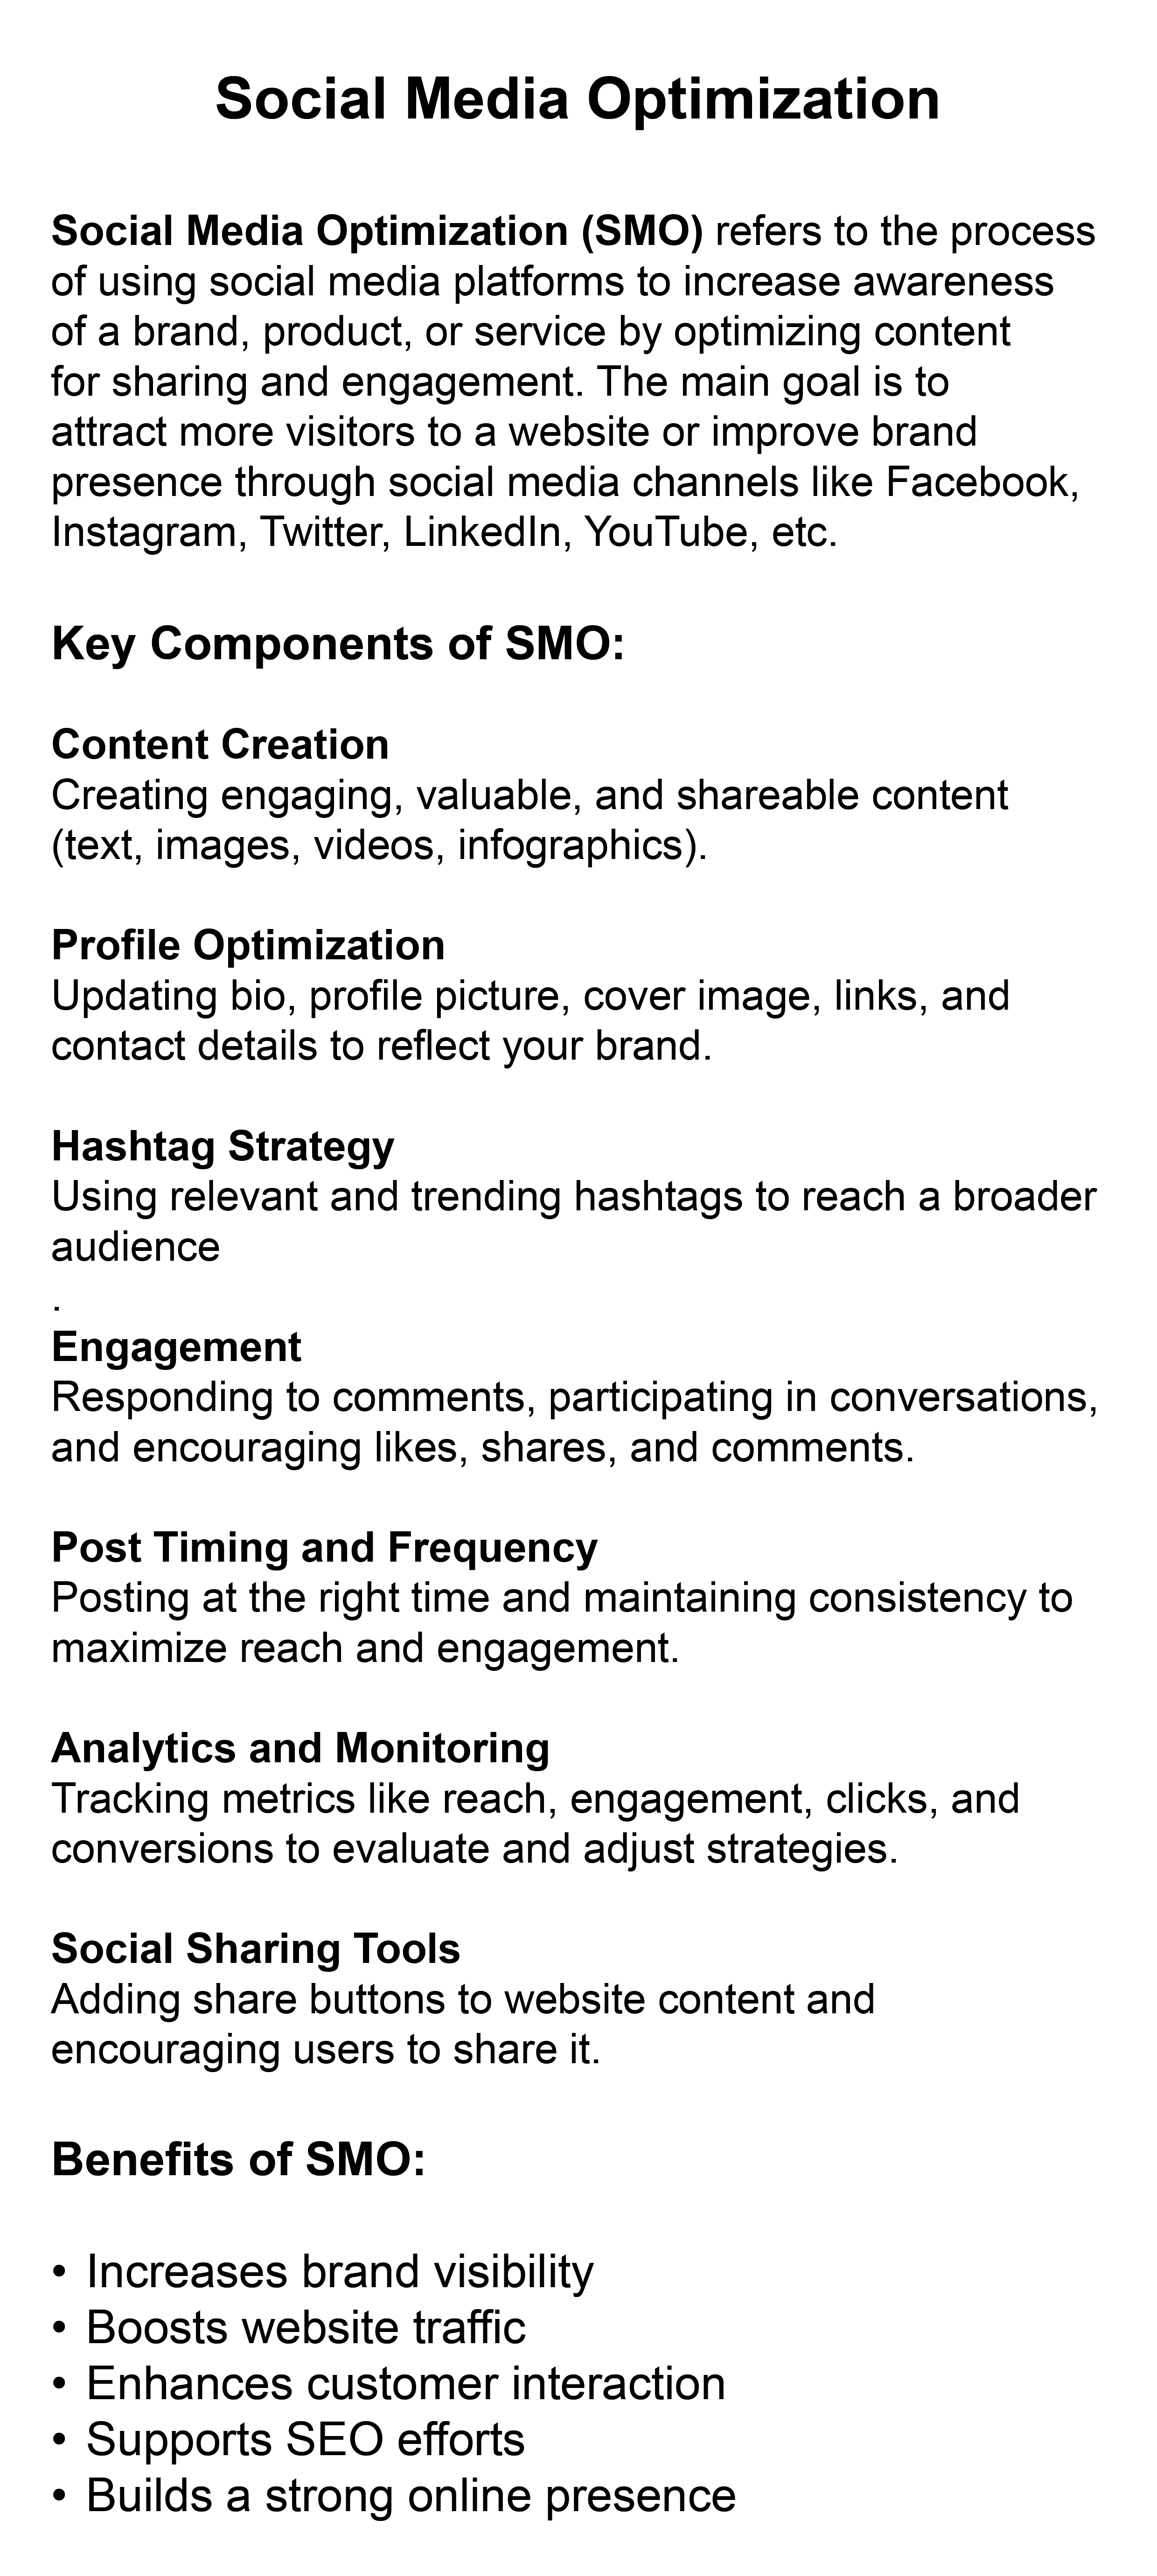 Social Media Optimization
Social Media Optimization (SMO) refers to the process
of using social media platforms to increase awareness
of a brand, product, or service by optimizing content
for sharing and engagement. The main goal is to
attract more visitors to a website or improve brand
presence through social media channels like Facebook,
Instagram, Twitter, LinkedIn, YouTube, etc.
Key Components of SMO:
Content Creation
Creating engaging, valuable, and shareable content
(text, images, videos, infographics).
Profile Optimization
Updating bio, profile picture, cover image, links, and
contact details to reflect your brand.
Hashtag Strategy
Using relevant and trending hashtags to reach a broader
audience
.
Engagement
Responding to comments, participating in conversations,
and encouraging likes, shares, and comments.
Post Timing and Frequency
Posting at the right time and maintaining consistency to
maximize reach and engagement.
Analytics and Monitoring
Tracking metrics like reach, engagement, clicks, and
conversions to evaluate and adjust strategies.
Social Sharing Tools
Adding share buttons to website content and
encouraging users to share it.
Benefits of SMO:
• Increases brand visibility
• Boosts website traffic
• Enhances customer interaction
• Supports SEO efforts
• Builds a strong online presence